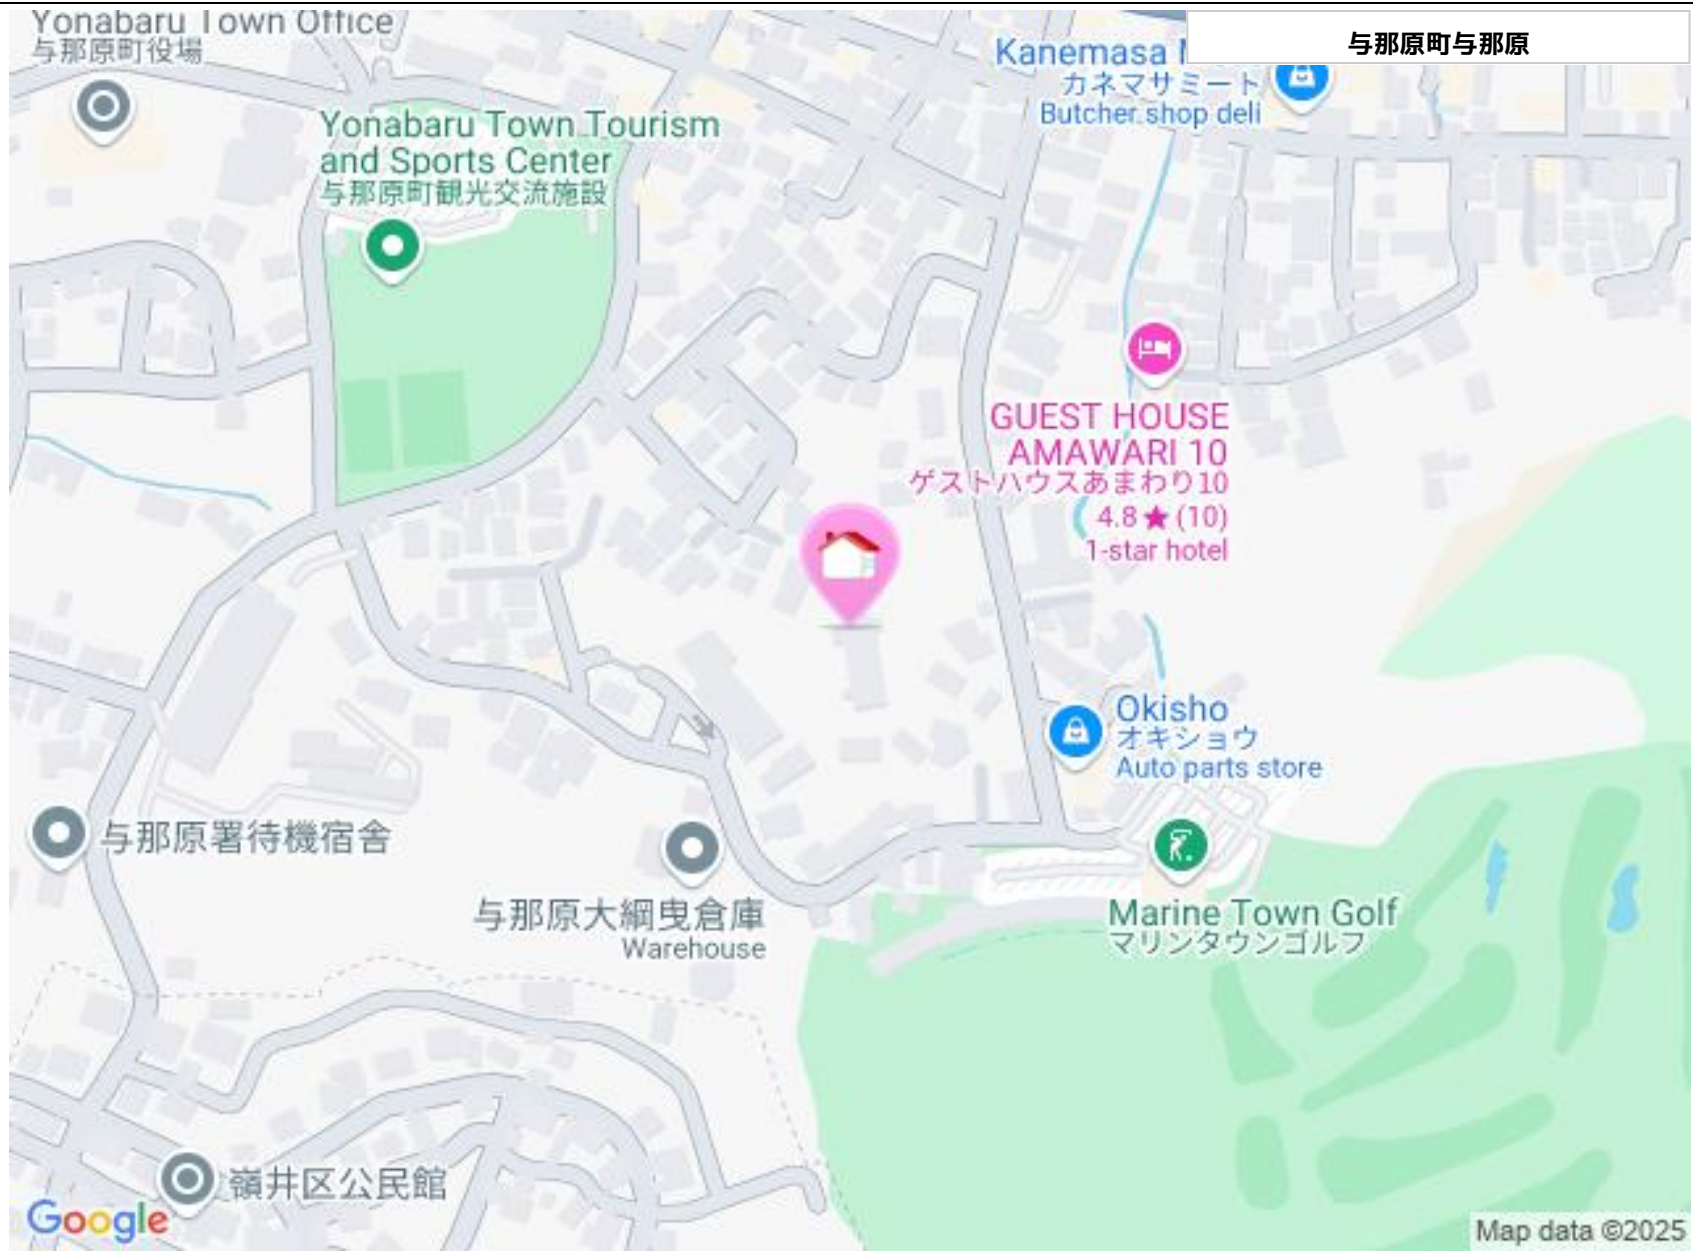 Yonabaru Town Office
与那原町役場
与那原町与那原
Kanemasa
カネマサミート
Butcher shop deli
Yonabaru Town Tourism
and Sports Center
与那原町観光交流施設
GUEST HOUSE
AMAWARI 10
ゲストハウスあまわり10
4.8 ★ (10)
1-star hotel
Okisho
オキショウ
Auto parts store
与那原署待機宿舎
与那原大綱曳倉庫
Warehouse
Marine Town Golf
マリンタウンゴルフ
嶺井区公民館
Google
Map data ©2025